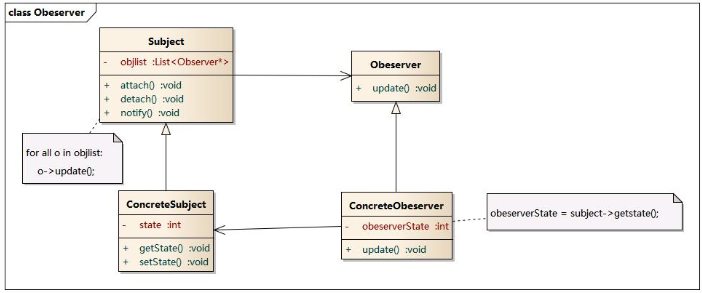 class Obeserver
Subject
- objlist :List<Observer*>
+ attach() :void
+ detach() :void
+ notify() :void
Obeserver
+ update() :void
for all o in objlist:
o->update();
ConcreteSubject
- state :int
+ getState() :void
+ setState() :void
ConcreteObeserver
- obeserverState :int
+ update() :void
obeserverState = subject->getstate();